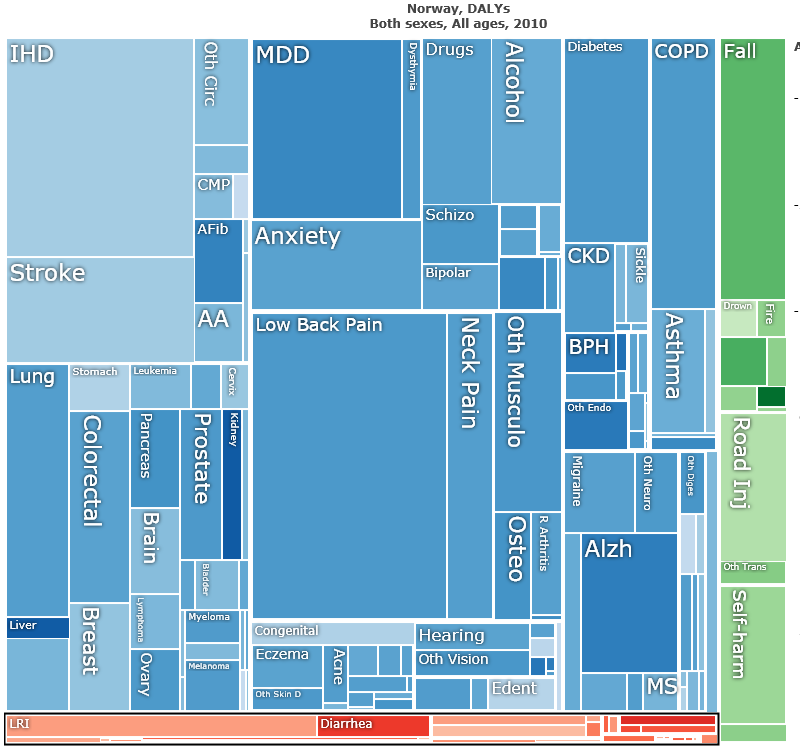 Norway, DALYs
Both sexes, All ages, 2010
IHD
Oth Circ
CMP
AFib
AA
Stroke
Lung
Stomach
Leukemia
Cervix
Colorectal
Pancreas
Prostate
Kidney
Brain
Bladder
Liver
Breast
Lymphoma
Myeloma
Ovary
Melanoma
MDD
Dysthymia
Drugs
Alcohol
Anxiety
Schizo
Bipolar
Low Back Pain
Neck Pain
Oth Musculo
Osteo
R Arthritis
Congenital
Eczema
Acne
Oth Skin D
Hearing
Oth Vision
Edent
Diabetes
COPD
CKD
Sickle
BPH
Asthma
Oth Endo
Migraine
Oth Neuro
Oth Diges
Alzh
MS
Fall
Drown
Fire
Road Inj
Oth Trans
Self-harm
LRI
Diarrhea